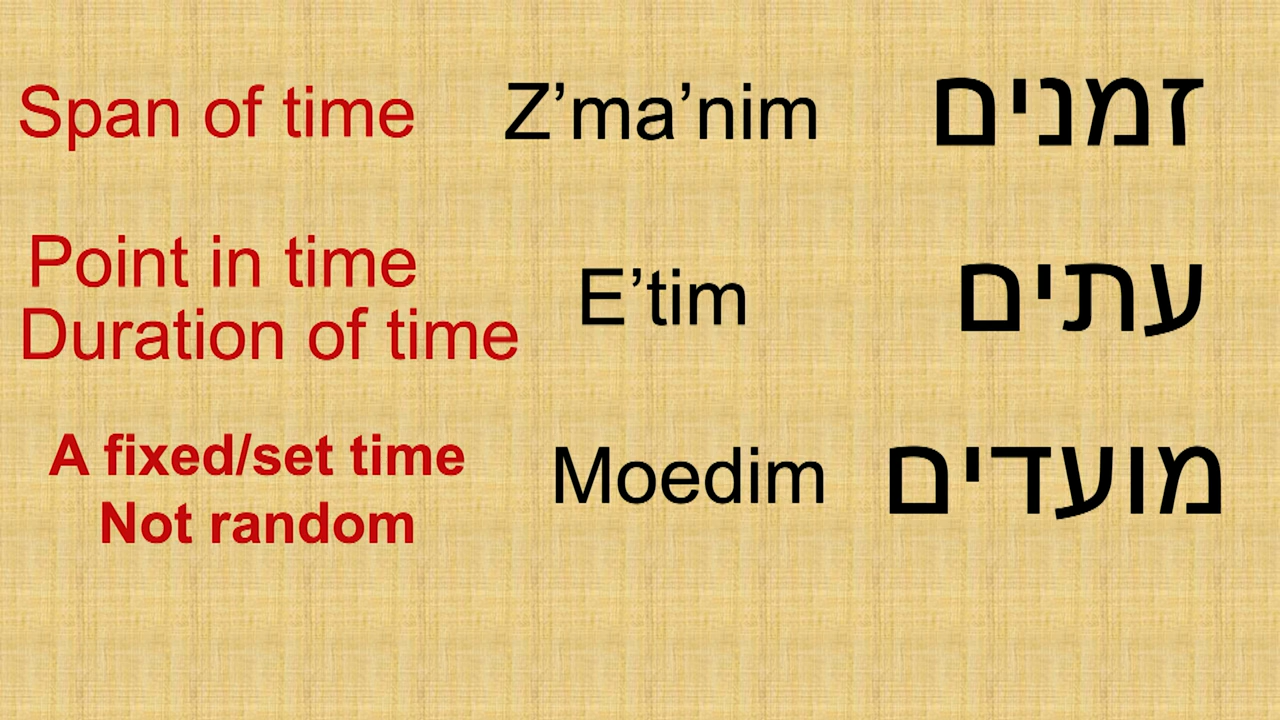 Span of time Z’ma’nim זמנים
Point in time
Duration of time E’tim עתים
A fixed/set time
Not random Moedim מועדים